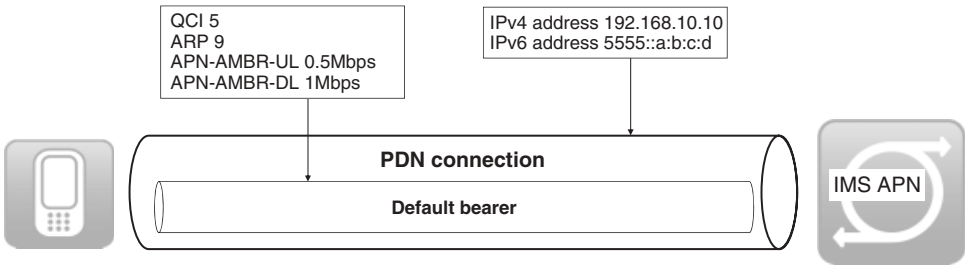 QCI 5
ARP 9
APN-AMBR-UL 0.5Mbps
APN-AMBR-DL 1Mbps
IPv4 address 192.168.10.10
IPv6 address 5555::a:b:c:d
PDN connection
Default bearer
IMS APN